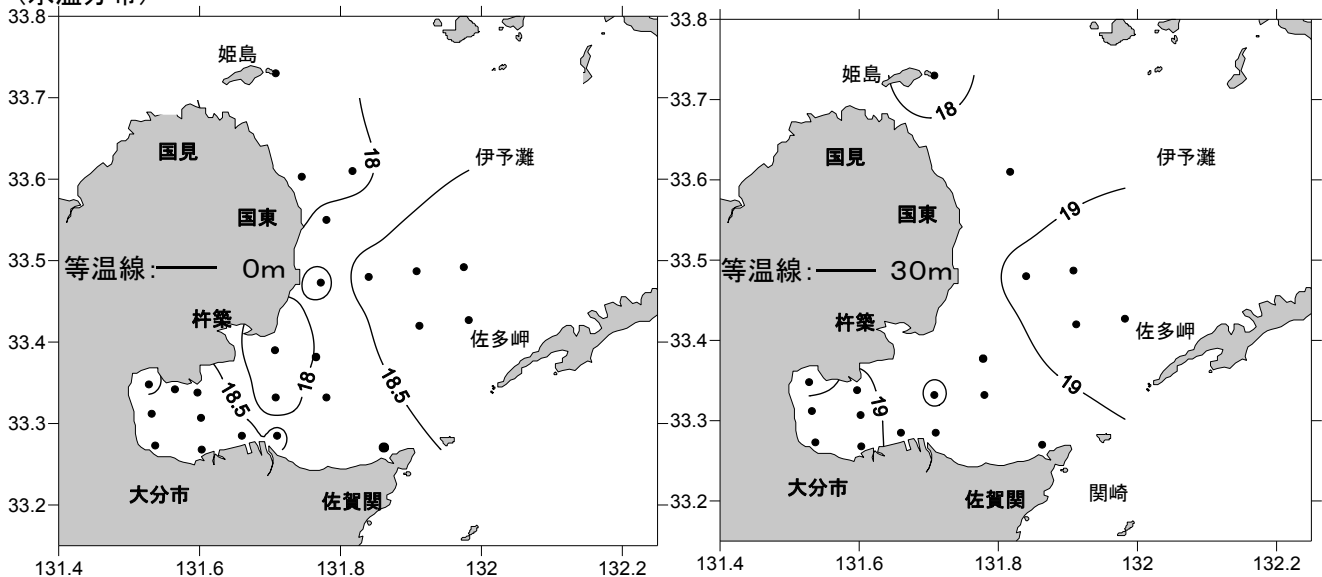 (水温分布)
33.8
33.7
33.6
33.5
33.4
33.3
33.2
131.4
131.6
131.8
132
132.2
姫島
国見
国東
伊予灘
等温線: 0m
杵築
佐多岬
大分市
佐賀関
18
18
18.5
18.5
33.8
33.7
33.6
33.5
33.4
33.3
33.2
131.4
131.6
131.8
132
132.2
姫島
国見
国東
伊予灘
等温線: 30m
杵築
佐多岬
大分市
佐賀関
関崎
18
19
19
19